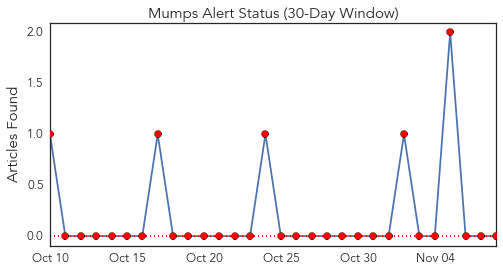 Mumps Alert Status (30-Day Window)
Articles Found
2.0
1.5
1.0
0.5
0.0
Oct 10 Oct 15 Oct 20 Oct 25 Oct 30 Nov 04